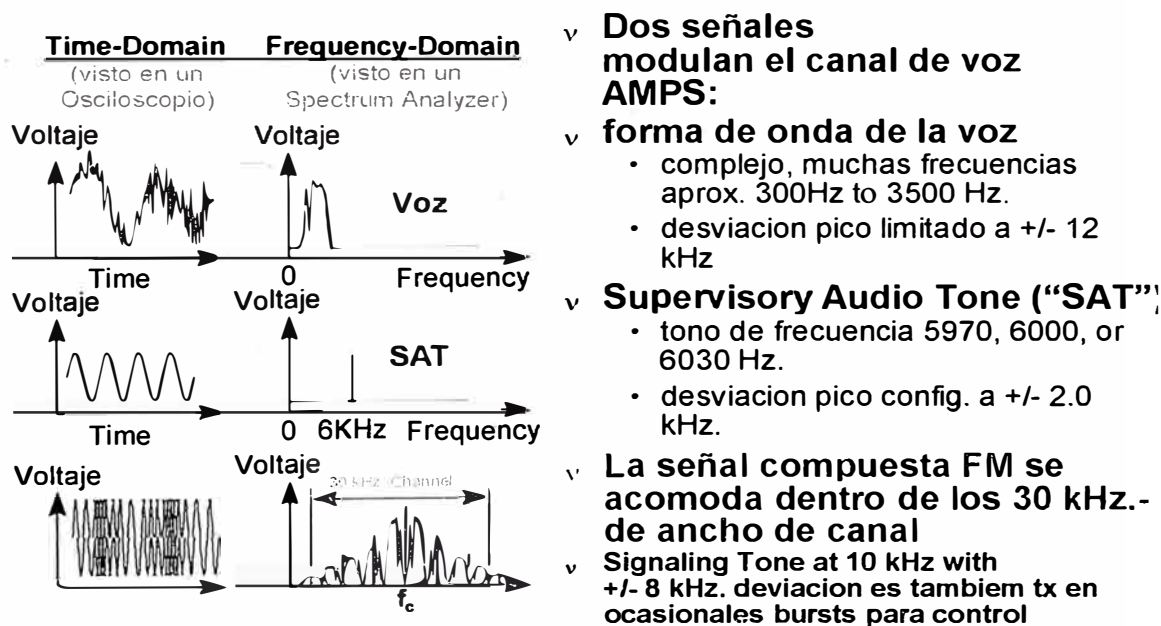 Time-Domain Frequency-Domain
(visto en un Osciloscopio) (visto en un Spectrum Analyzer)
Voltaje Voltaje
Voz
Time 0 Frequency
Voltaje Voltaje
SAT
Time 0 6KHz Frequency
Voltaje Voltaje
30 kHz Channel
fc
ν Dos señales
modulan el canal de voz
AMPS:
ν forma de onda de la voz
• complejo, muchas frecuencias
aprox. 300Hz to 3500 Hz.
• desviacion pico limitado a +/- 12
kHz
ν Supervisory Audio Tone (“SAT”)
• tono de frecuencia 5970, 6000, or
6030 Hz.
• desviacion pico config. a +/- 2.0
kHz.
ν La señal compuesta FM se
acomoda dentro de los 30 kHz.-
de ancho de canal
ν Signaling Tone at 10 kHz with
+/- 8 kHz. deviacion es tambiem tx en
ocasionales bursts para control